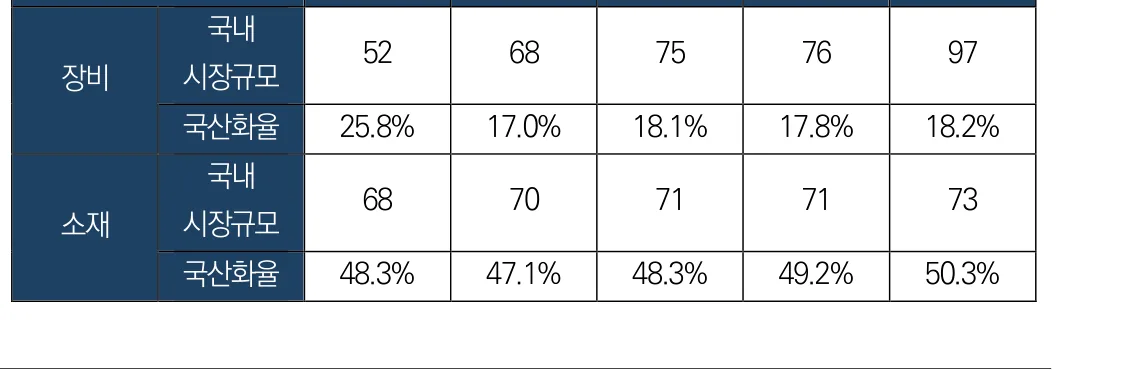 장비
국내
시장규모
52 68 75 76 97
국산화율 25.8% 17.0% 18.1% 17.8% 18.2%
소재
국내
시장규모
68 70 71 71 73
국산화율 48.3% 47.1% 48.3% 49.2% 50.3%